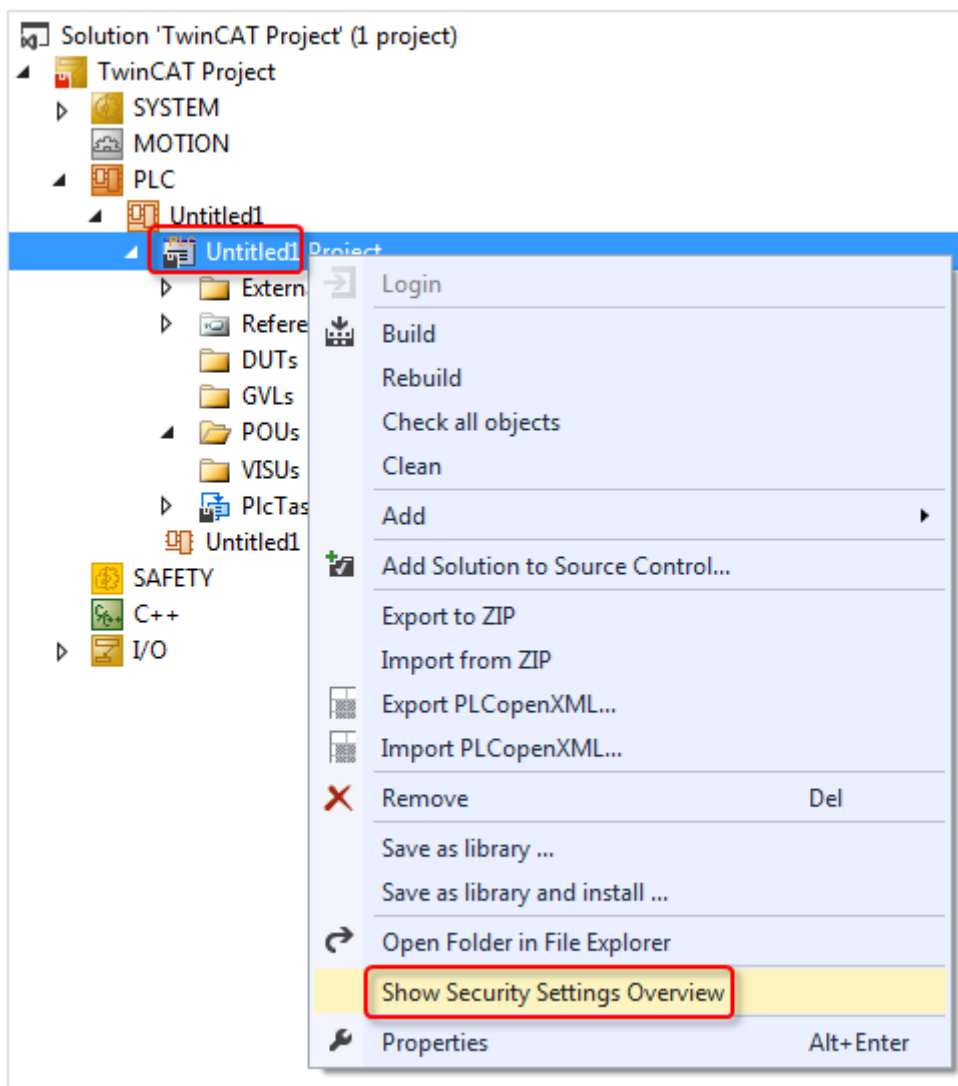 Solution 'TwinCAT Project' (1 project)
TwinCAT Project
SYSTEM
MOTION
PLC
Untitled1
Untitled1 Project
Extern
Refere
DUTs
GVLs
POUs
VISUs
PlcTas
Untitled1
SAFETY
C++
I/O
Login
Build
Rebuild
Check all objects
Clean
Add
Add Solution to Source Control...
Export to ZIP
Import from ZIP
Export PLCopenXML...
Import PLCopenXML...
Remove Del
Save as library ...
Save as library and install ...
Open Folder in File Explorer
Show Security Settings Overview
Properties Alt+Enter